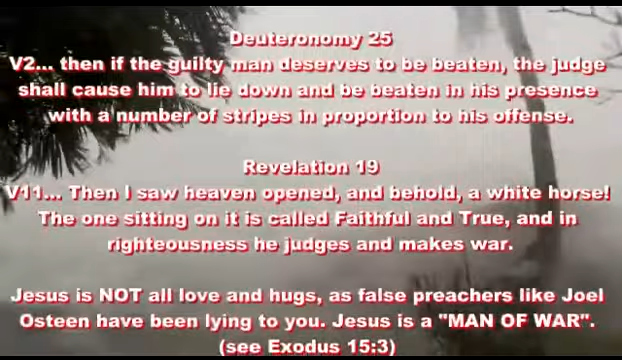 Deuteronomy 25
V2... then if the guilty man deserves to be beaten, the judge
shall cause him to lie down and be beaten in his presence
with a number of stripes in proportion to his offense.
Revelation 19
V11... Then I saw heaven opened, and behold, a white horse!
The one sitting on it is called Faithful and True, and in
righteousness he judges and makes war.
Jesus is NOT all love and hugs, as false preachers like Joel
Osteen have been lying to you. Jesus is a "MAN OF WAR".
(see Exodus 15:3)